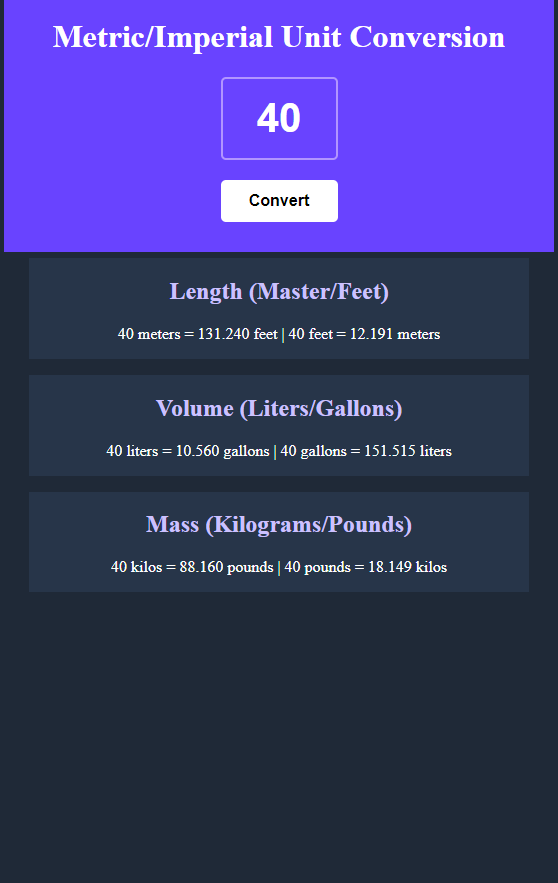 Metric/Imperial Unit Conversion
40
Convert
Length (Master/Feet)
40 meters = 131.240 feet | 40 feet = 12.191 meters
Volume (Liters/Gallons)
40 liters = 10.560 gallons | 40 gallons = 151.515 liters
Mass (Kilograms/Pounds)
40 kilos = 88.160 pounds | 40 pounds = 18.149 kilos